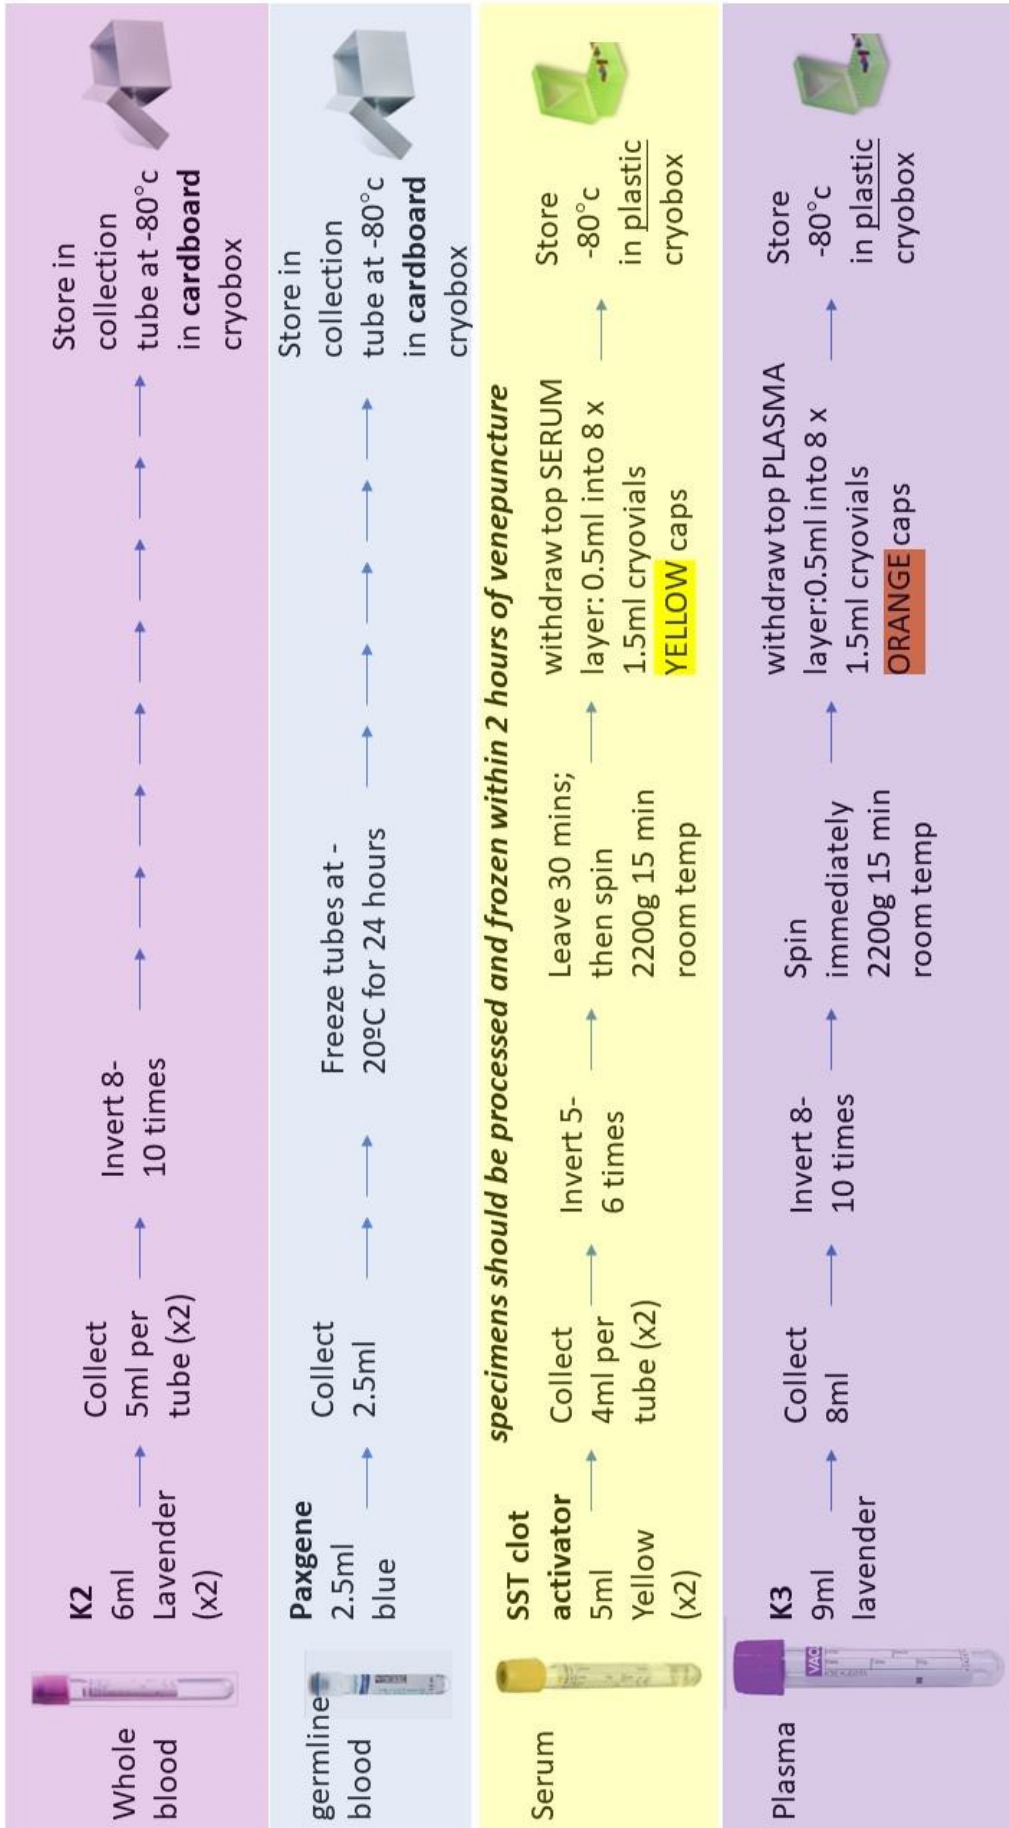 Whole
blood
K2
6ml
Lavender
(x2)
Collect
5ml per
tube (x2)
Invert 8-
10 times
Store in
collection
tube at -80°c
in cardboard
cryobox
germline
blood
Paxgene
2.5ml
blue
Collect
2.5ml
Freeze tubes at -
20ºC for 24 hours
Store in
collection
tube at -80°c
in cardboard
cryobox
specimens should be processed and frozen within 2 hours of venepuncture
Serum
SST clot
activator
5ml
Yellow
(x2)
Collect
4ml per
tube (x2)
Invert 5-
6 times
Leave 30 mins;
then spin
2200g 15 min
room temp
withdraw top SERUM
layer: 0.5ml into 8 x
1.5ml cryovials
YELLOW caps
Store
-80°c
in plastic
cryobox
Plasma
VAC
K3
9ml
lavender
Collect
8ml
Invert 8-
10 times
Spin
immediately
2200g 15 min
room temp
withdraw top PLASMA
layer:0.5ml into 8 x
1.5ml cryovials
ORANGE caps
Store
-80°c
in plastic
cryobox